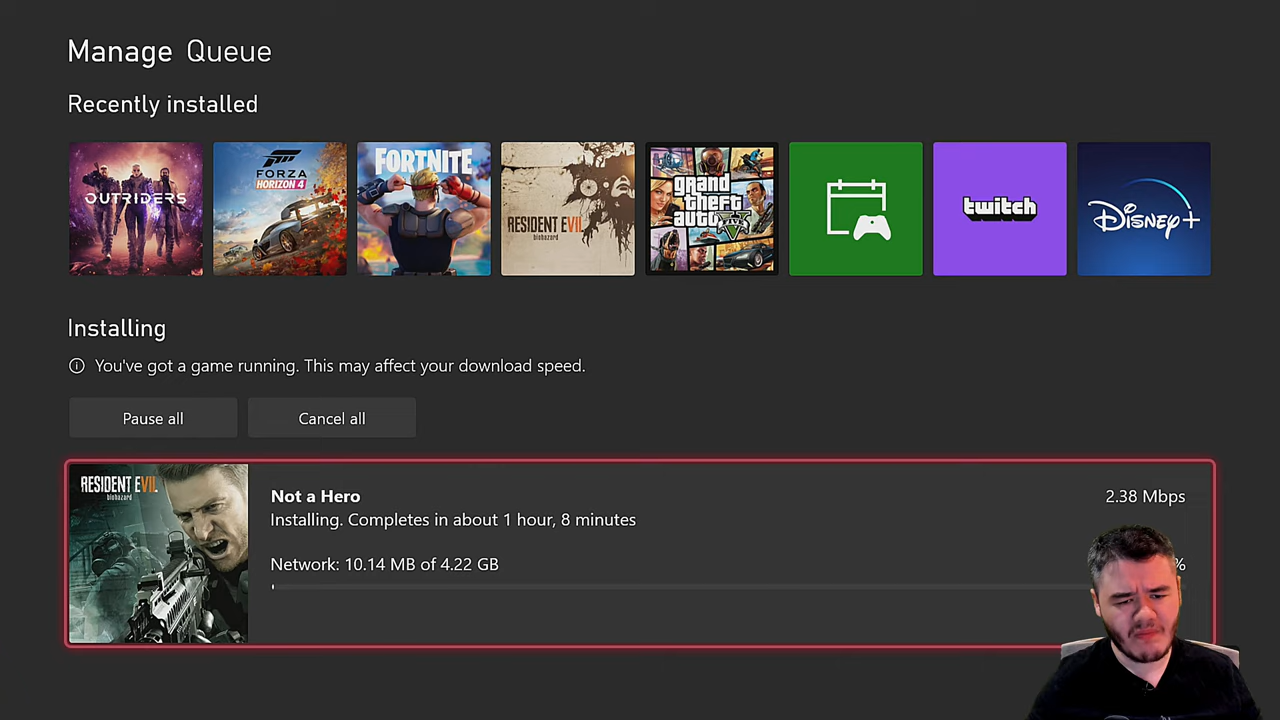 Manage Queue
Recently installed
OUTRIDERS
FORZA
HORIZON 4
FORTNITE
RESIDENT EVIL
biohazard
grand
theft
auto
V
twitch
Disney+
Installing
You've got a game running. This may affect your download speed.
Pause all
Cancel all
RESIDENT EVIL
biohazard
Not a Hero
2.38 Mbps
Installing. Completes in about 1 hour, 8 minutes
Network: 10.14 MB of 4.22 GB
%